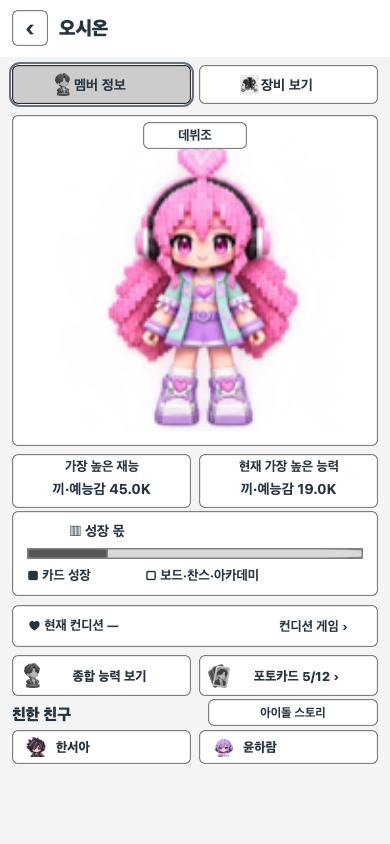 ‹ 오시온
멤버 정보
장비 보기
데뷔조
가장 높은 재능
끼·예능감 45.0K
현재 가장 높은 능력
끼·예능감 19.0K
성장 몫
카드 성장
보드·찬스·아카데미
현재 컨디션 —
컨디션 게임 ›
종합 능력 보기
포토카드 5/12 ›
친한 친구
아이돌 스토리
한서아
윤하람